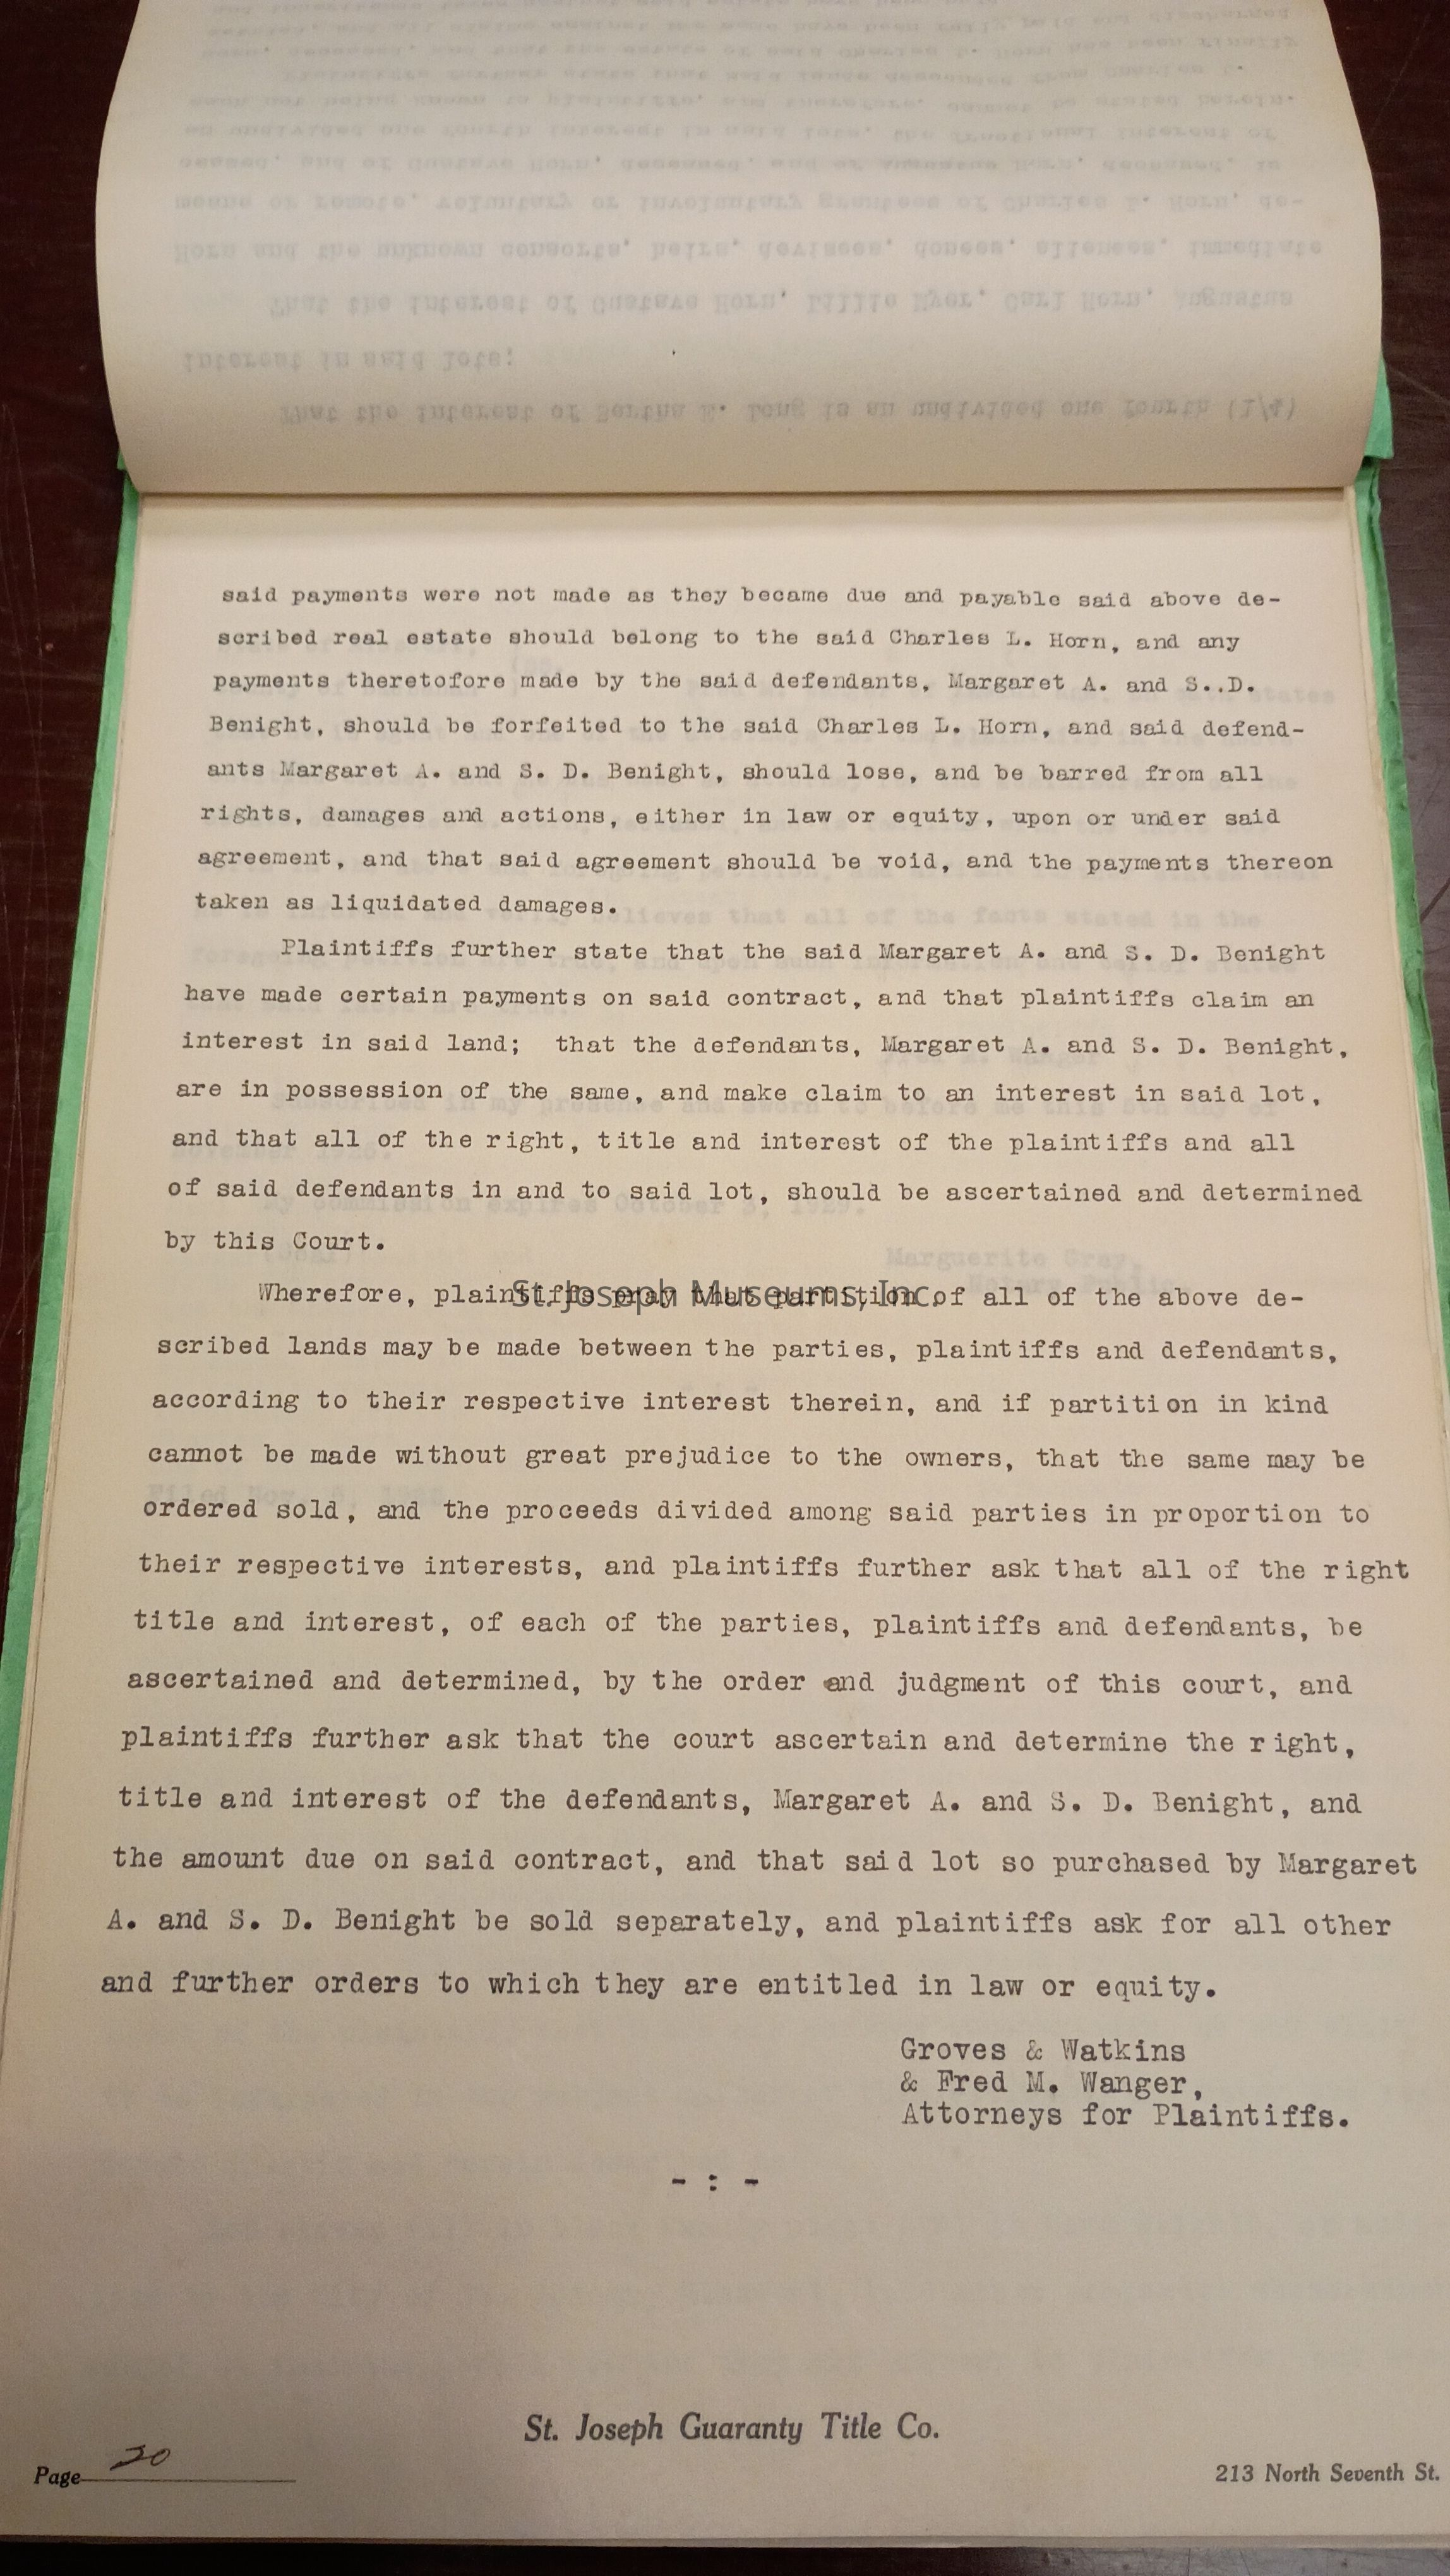 said payments were not made as they became due and payable said above de-
scribed real estate should belong to the said Charles L. Horn, and any
payments theretofore made by the said defendants, Margaret A. and S..D.
Benight, should be forfeited to the said Charles L. Horn, and said defend-
ants Margaret A. and S. D. Benight, should lose, and be barred from all
rights, damages and actions, either in law or equity, upon or under said
agreement, and that said agreement should be void, and the payments thereon
taken as liquidated damages.
Plaintiffs further state that the said Margaret A. and S. D. Benight
have made certain payments on said contract, and that plaintiffs claim an
interest in said land; that the defendants, Margaret A. and S. D. Benight,
are in possession of the same, and make claim to an interest in said lot,
and that all of the right, title and interest of the plaintiffs and all
of said defendants in and to said lot, should be ascertained and determined
by this Court.
Wherefore, plaintiffs pray that partition of all of the above de-
St. Joseph Museums, Inc.
scribed lands may be made between the parties, plaintiffs and defendants,
according to their respective interest therein, and if partition in kind
cannot be made without great prejudice to the owners, that the same may be
ordered sold, and the proceeds divided among said parties in proportion to
their respective interests, and plaintiffs further ask that all of the right
title and interest, of each of the parties, plaintiffs and defendants, be
ascertained and determined, by the order and judgment of this court, and
plaintiffs further ask that the court ascertain and determine the right,
title and interest of the defendants, Margaret A. and S. D. Benight, and
the amount due on said contract, and that said lot so purchased by Margaret
A. and S. D. Benight be sold separately, and plaintiffs ask for all other
and further orders to which they are entitled in law or equity.
Groves & Watkins
& Fred M. Wanger,
Attorneys for Plaintiffs.
- : -
St. Joseph Guaranty Title Co.
Page 20
213 North Seventh St.